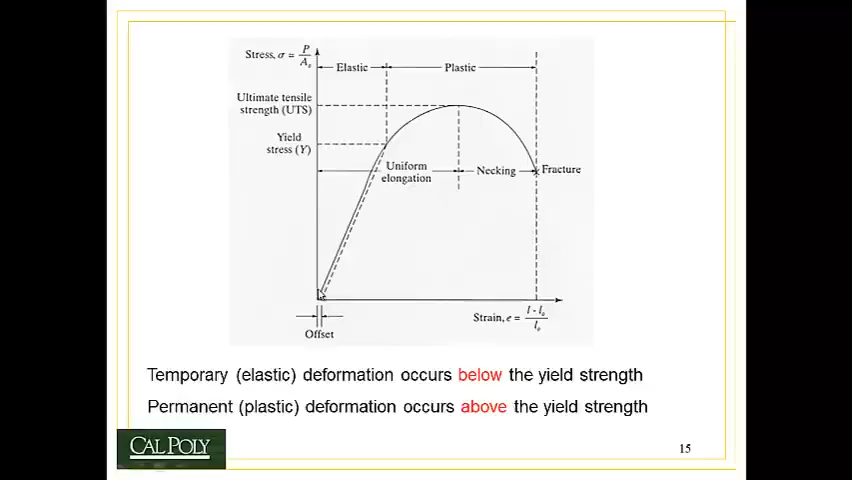 Stress, σ = P
A₀
Elastic
Plastic
Ultimate tensile
strength (UTS)
Yield
stress (Y)
Uniform
elongation
Necking
Fracture
Strain, e = l - l₀
l₀
Offset
Temporary (elastic) deformation occurs below the yield strength
Permanent (plastic) deformation occurs above the yield strength
CAL POLY
15